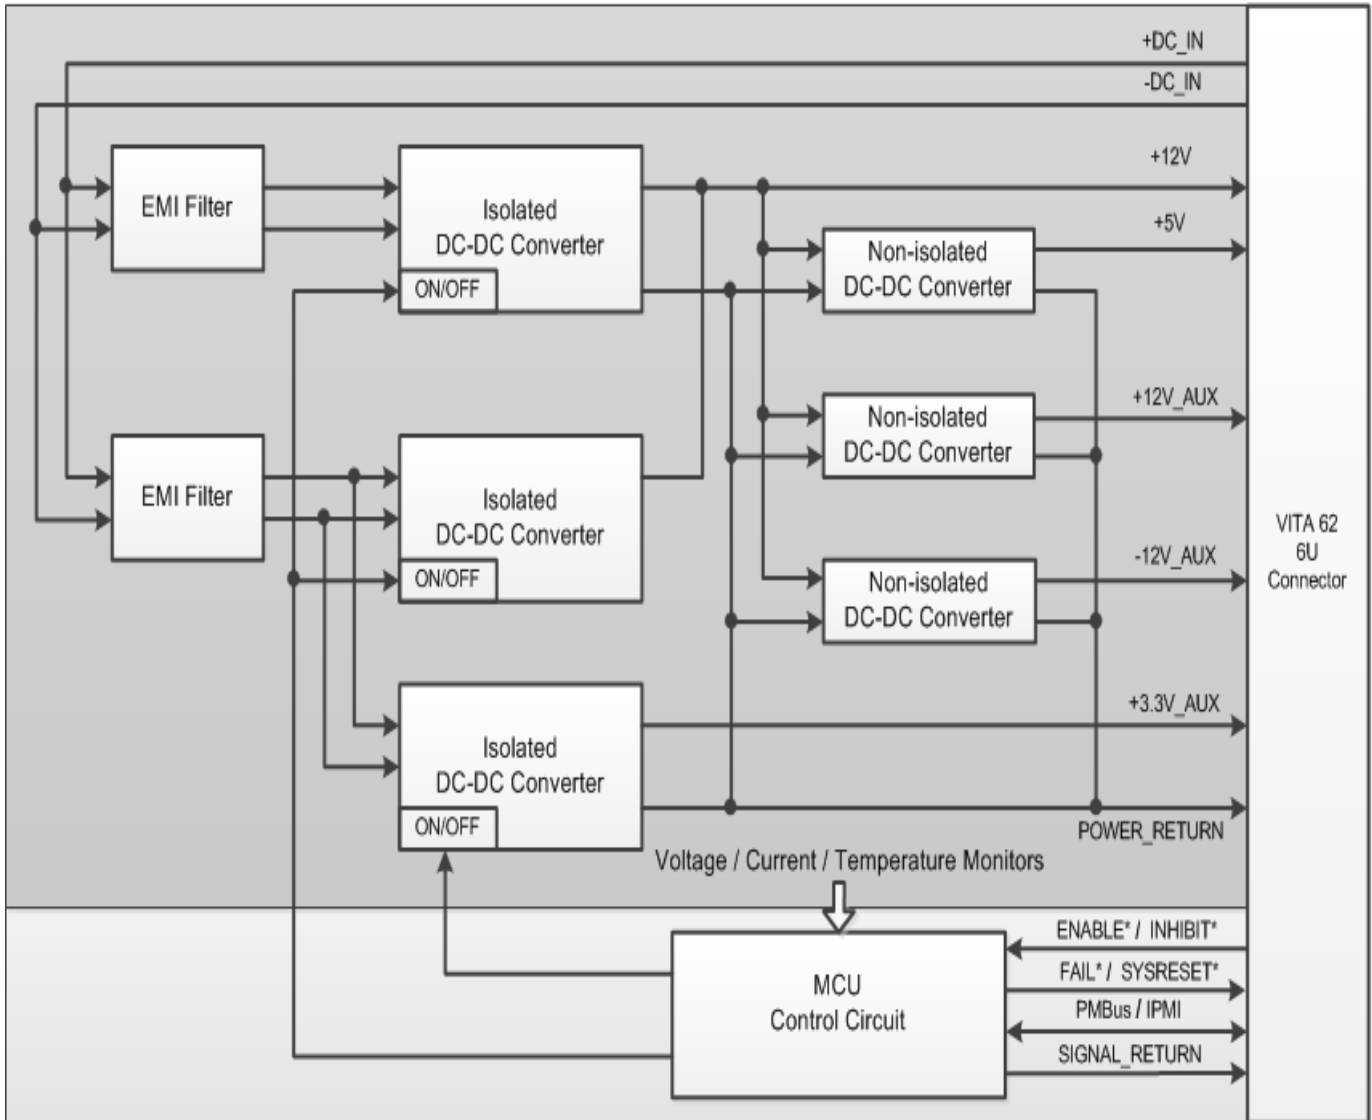 +DC_IN
-DC_IN
+12V
EMI Filter
Isolated
DC-DC Converter
ON/OFF
+5V
Non-isolated
DC-DC Converter
+12V_AUX
Non-isolated
DC-DC Converter
EMI Filter
Isolated
DC-DC Converter
ON/OFF
-12V_AUX
Non-isolated
DC-DC Converter
VITA 62
6U
Connector
+3.3V_AUX
Isolated
DC-DC Converter
ON/OFF
POWER_RETURN
Voltage / Current / Temperature Monitors
MCU
Control Circuit
ENABLE* / INHIBIT*
FAIL* / SYSRESET*
PMBus / IPMI
SIGNAL_RETURN